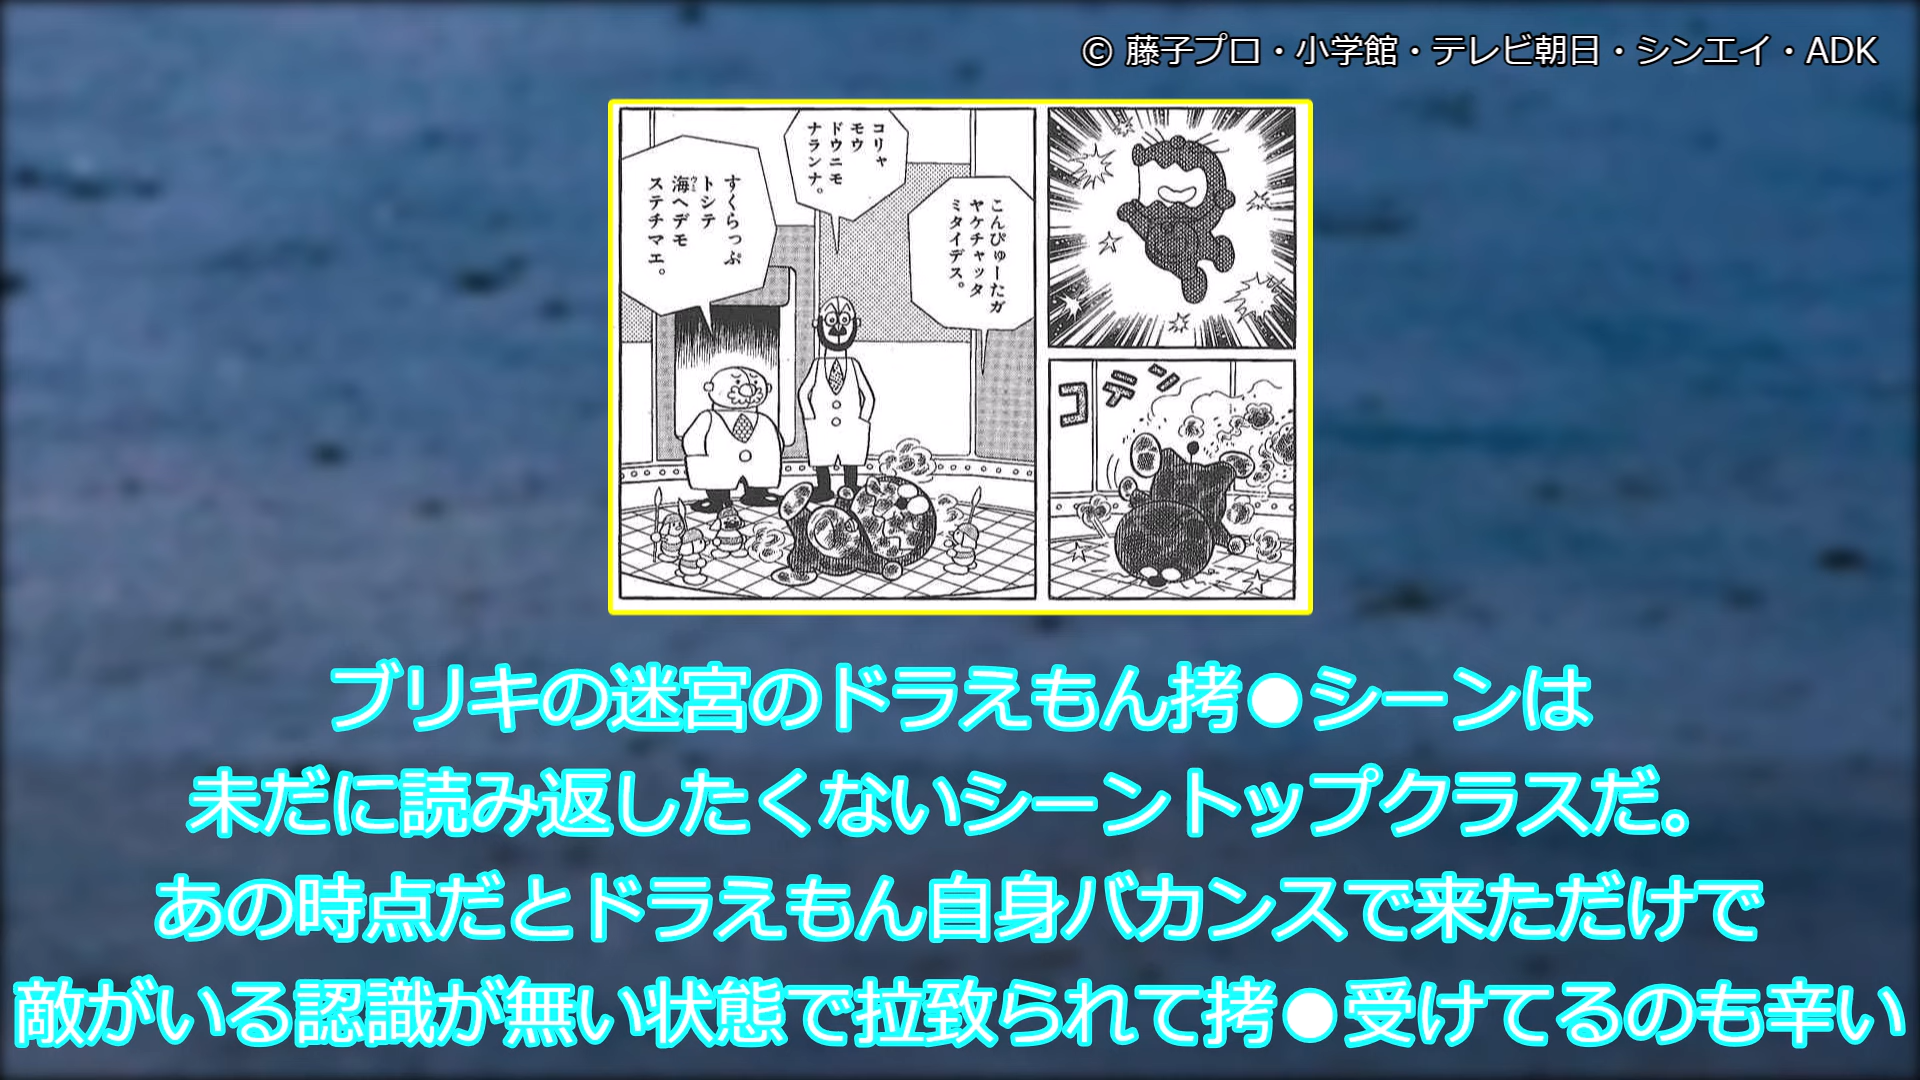 © 藤子プロ・小学館・テレビ朝日・シンエイ・ADK
コテン
こんぴゅーたガ
ヤケチャッタ
ミタイデス。
コリャ
モウ
ドウニモ
ナランナ。
すくらっぷ
トシテ
海ヘデモ
ステチマエ。
ウミ
ブリキの迷宮のドラえもん拷●シーンは
未だに読み返したくないシーントップクラスだ。
あの時点だとドラえもん自身バカンスで来ただけで
敵がいる認識が無い状態で拉致られて拷●受けてるのも辛い